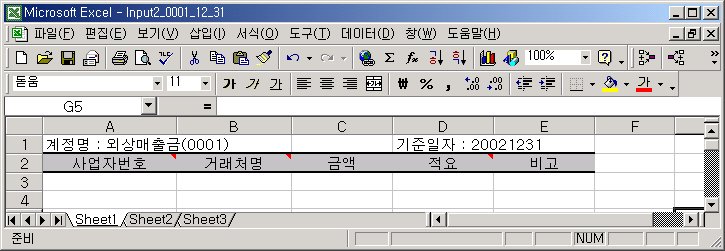 Microsoft Excel - Input2_0001_12_31
파일(F) 편집(E) 보기(V) 삽입(I) 서식(O) 도구(T) 데이터(D) 창(W) 도움말(H)
Σ fx 100% ?
돋움 11 가 가 가 ₩ % , 가
G5 =
A B C D E F
1 계정명 : 외상매출금(0001) 기준일자 : 20021231
2 사업자번호 거래처명 금액 적요 비고
3
4
Sheet1 Sheet2 Sheet3
준비 NUM